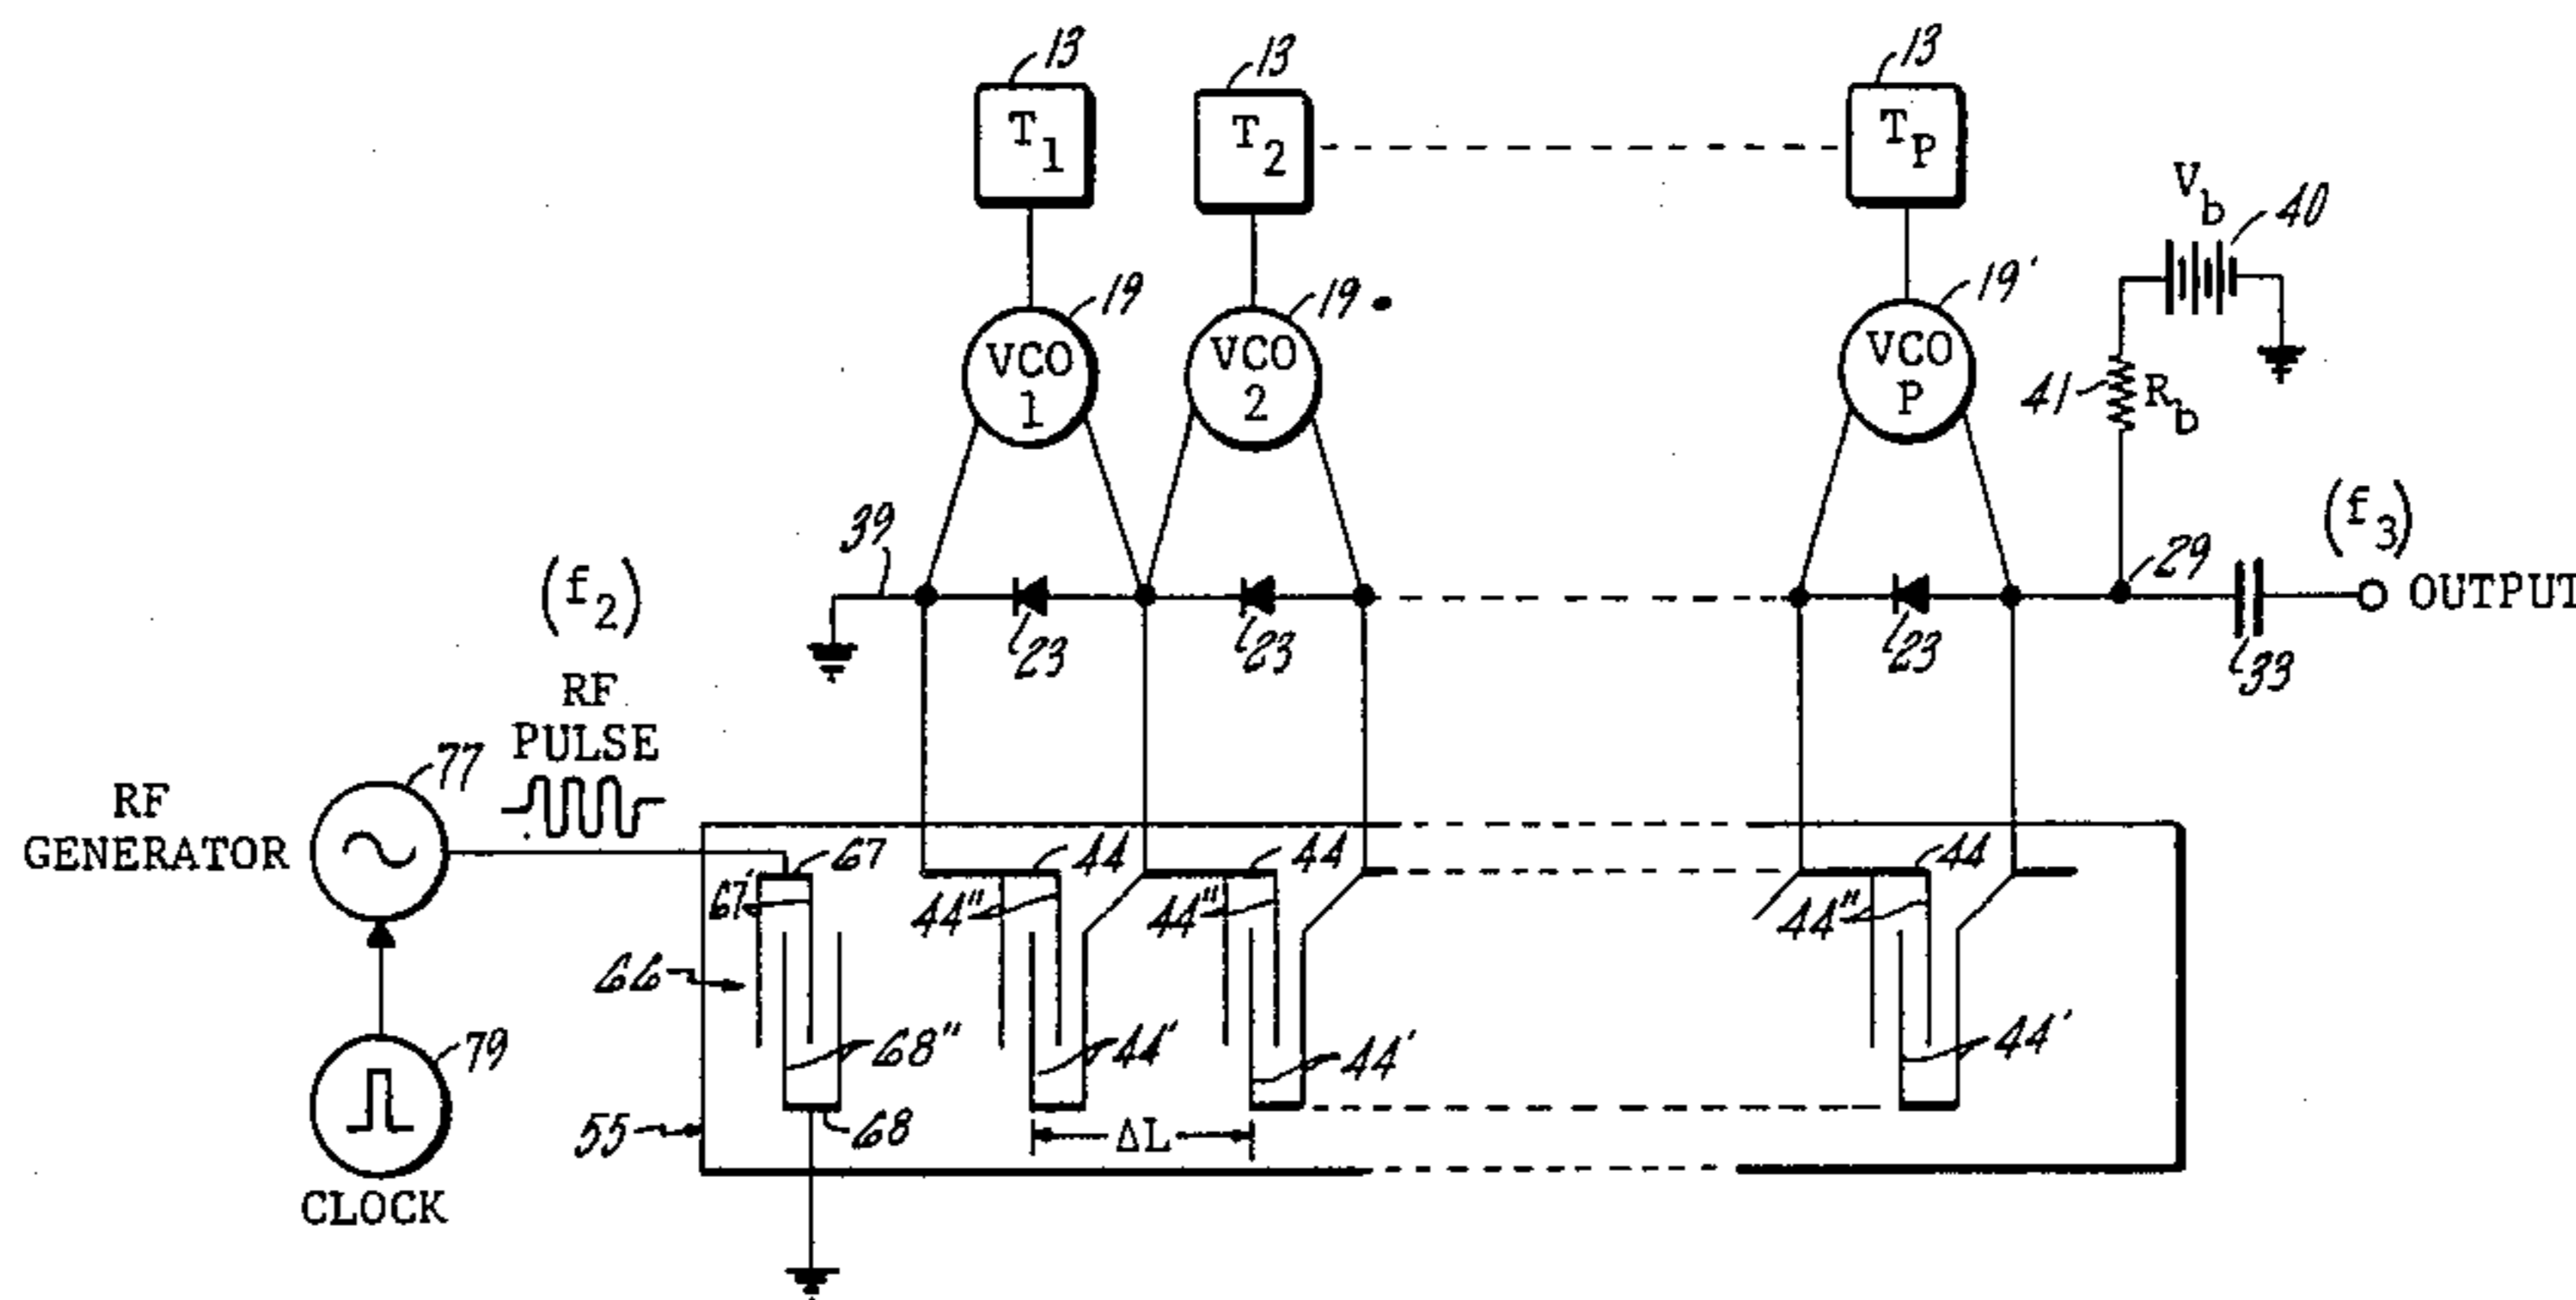 13
13
13
T1
T2
TP
Vb
40
19
19
19'
VCO
1
VCO
2
VCO
P
41
Rb
(f3)
39
29
(f2)
OUTPUT
23
23
23
33
RF
PULSE
77
RF
GENERATOR
67
44
44
44
67'
44"
44"
44"
66
68"
44'
44'
44'
79
55
68
ΔL
CLOCK